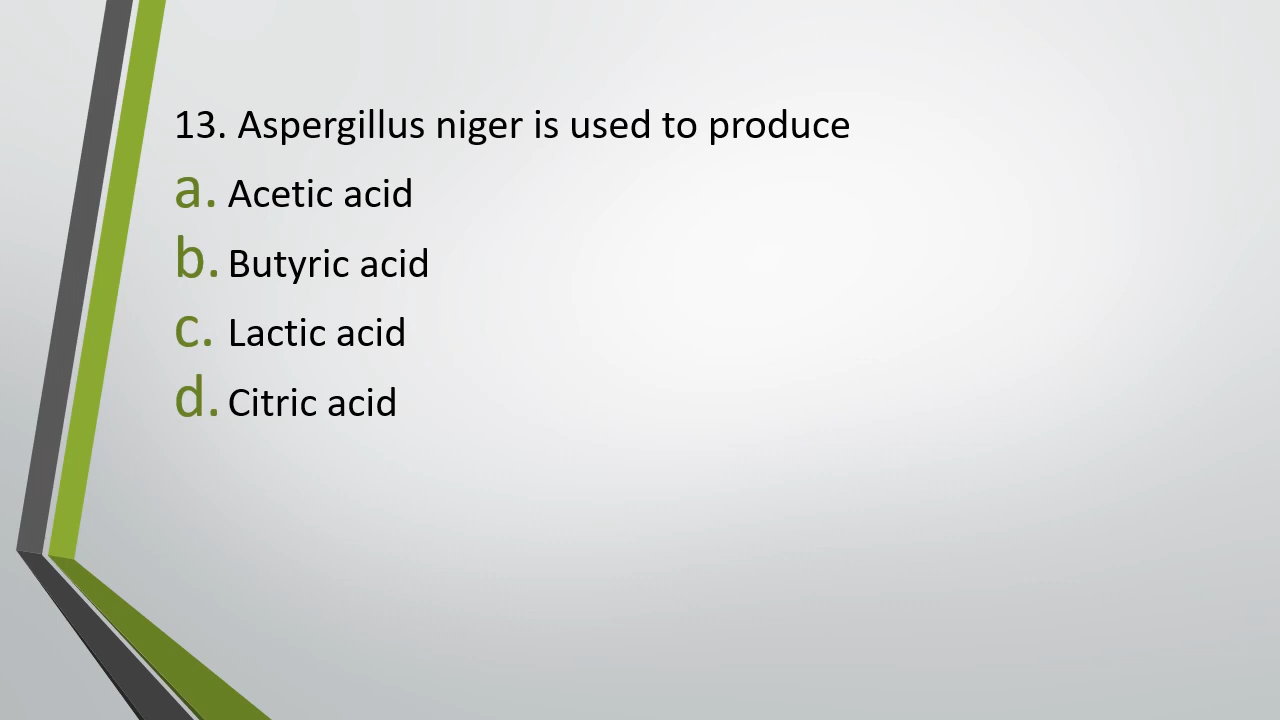 13. Aspergillus niger is used to produce
a. Acetic acid
b. Butyric acid
c. Lactic acid
d. Citric acid